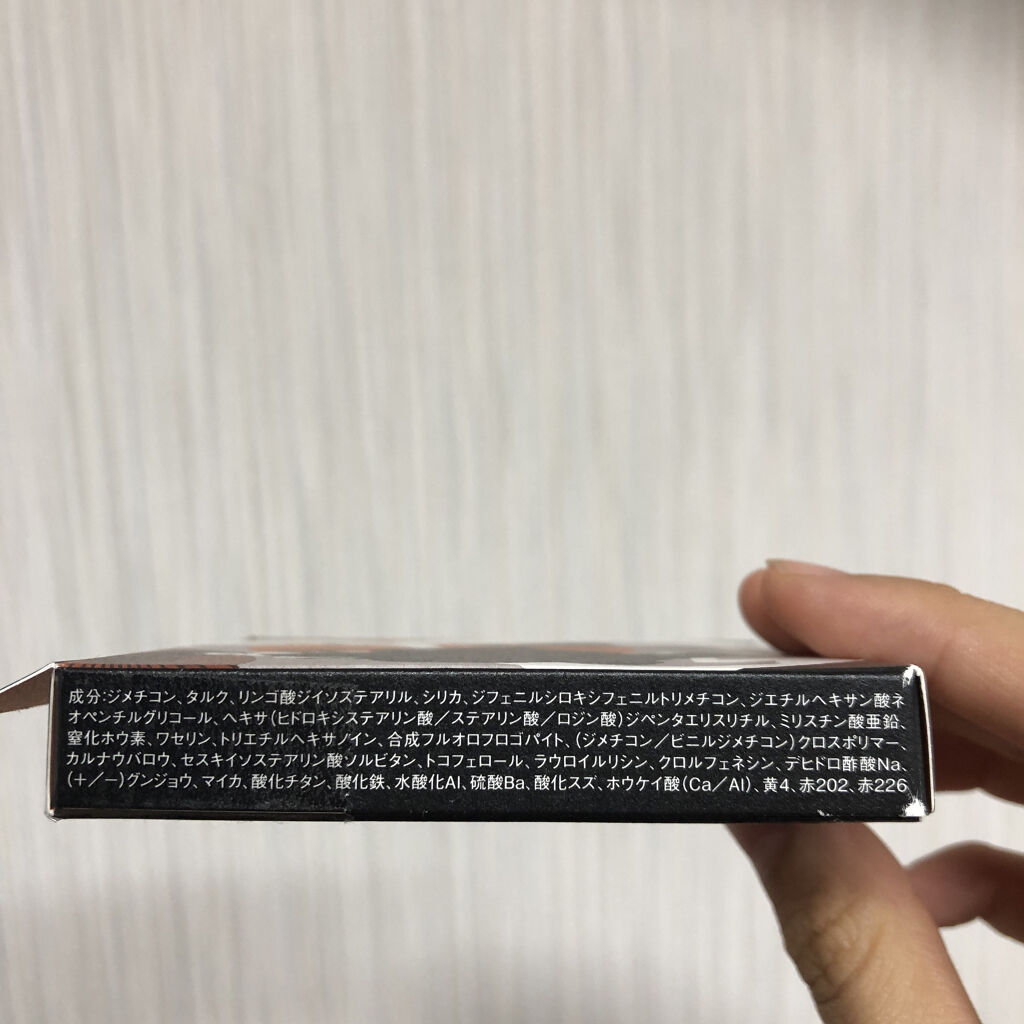 成分:ジメチコン、タルク、リンゴ酸ジイソステアリル、シリカ、ジフェニルシロキシフェニルトリメチコン、ジエチルヘキサン酸ネ
オペンチルグリコール、ヘキサ(ヒドロキシステアリン酸/ステアリン酸/ロジン酸)ジペンタエリスリチル、ミリスチン酸亜鉛、
窒化ホウ素、ワセリン、トリエチルヘキサノイン、合成フルオロフロゴパイト、(ジメチコン/ビニルジメチコン)クロスポリマー、
カルナウバロウ、セスキイソステアリン酸ソルビタン、トコフェロール、ラウロイルリシン、クロルフェネシン、デヒドロ酢酸Na、
(+/-)グンジョウ、マイカ、酸化チタン、酸化鉄、水酸化Al、硫酸Ba、酸化スズ、ホウケイ酸(Ca/Al)、黄4、赤202、赤226